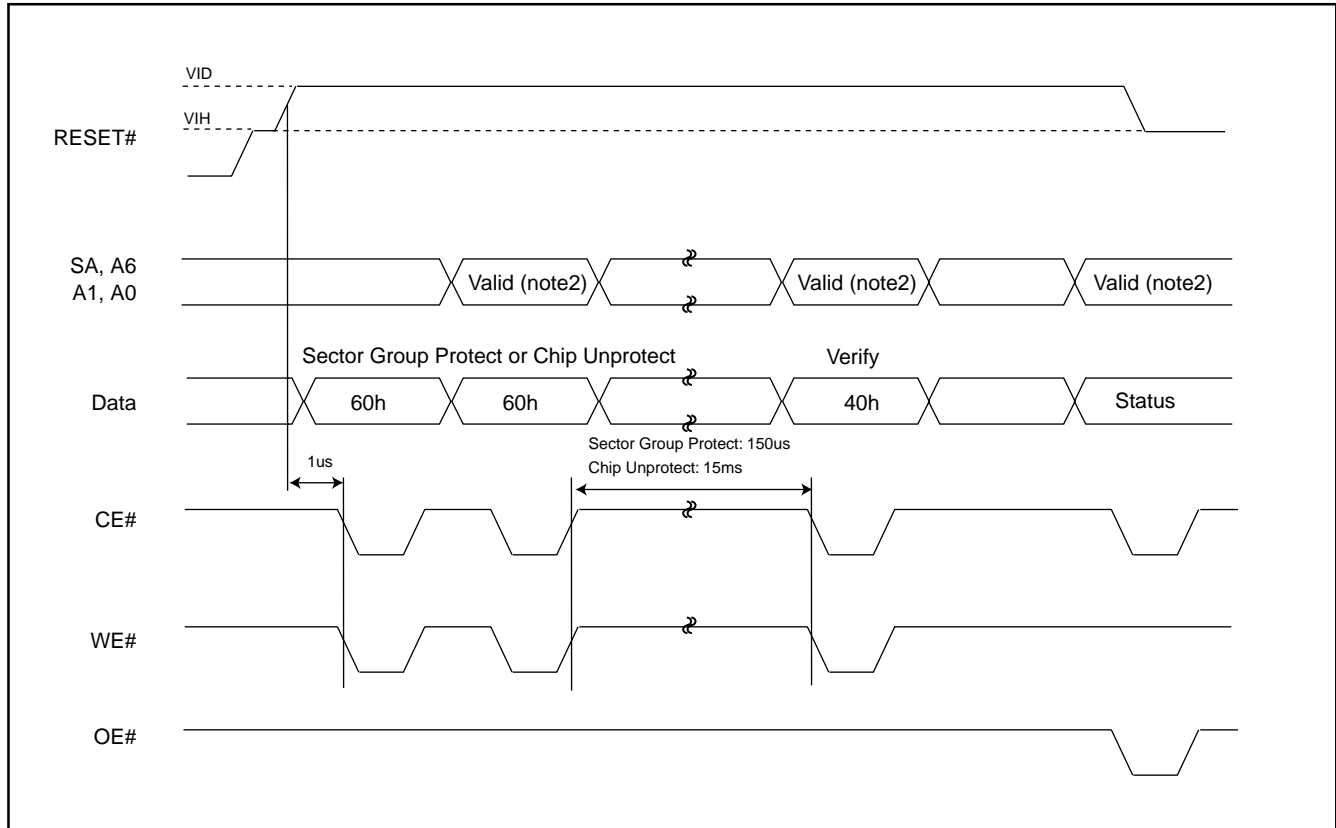 VID
VIH
RESET#
SA, A6
A1, A0
Valid (note2)
Valid (note2)
Valid (note2)
Sector Group Protect or Chip Unprotect
Verify
Data
60h
60h
40h
Status
Sector Group Protect: 150us
Chip Unprotect: 15ms
1us
CE#
WE#
OE#